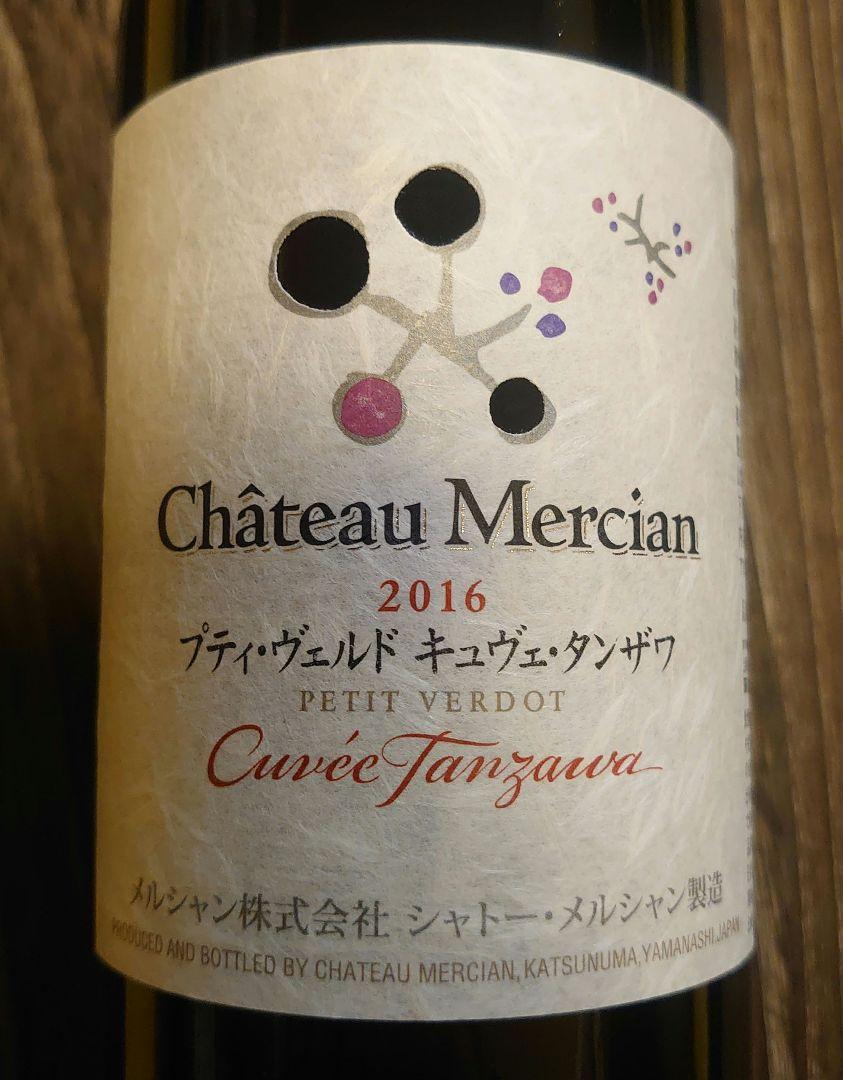 Château Mercian
2016
プティ・ヴェルド キュヴェ・タンザワ
PETIT VERDOT
Cuvée Tanzawa
メルシャン株式会社 シャトー・メルシャン製造
PRODUCED AND BOTTLED BY CHATEAU MERCIAN, KATSUNUMA, YAMANASHI, JAPAN